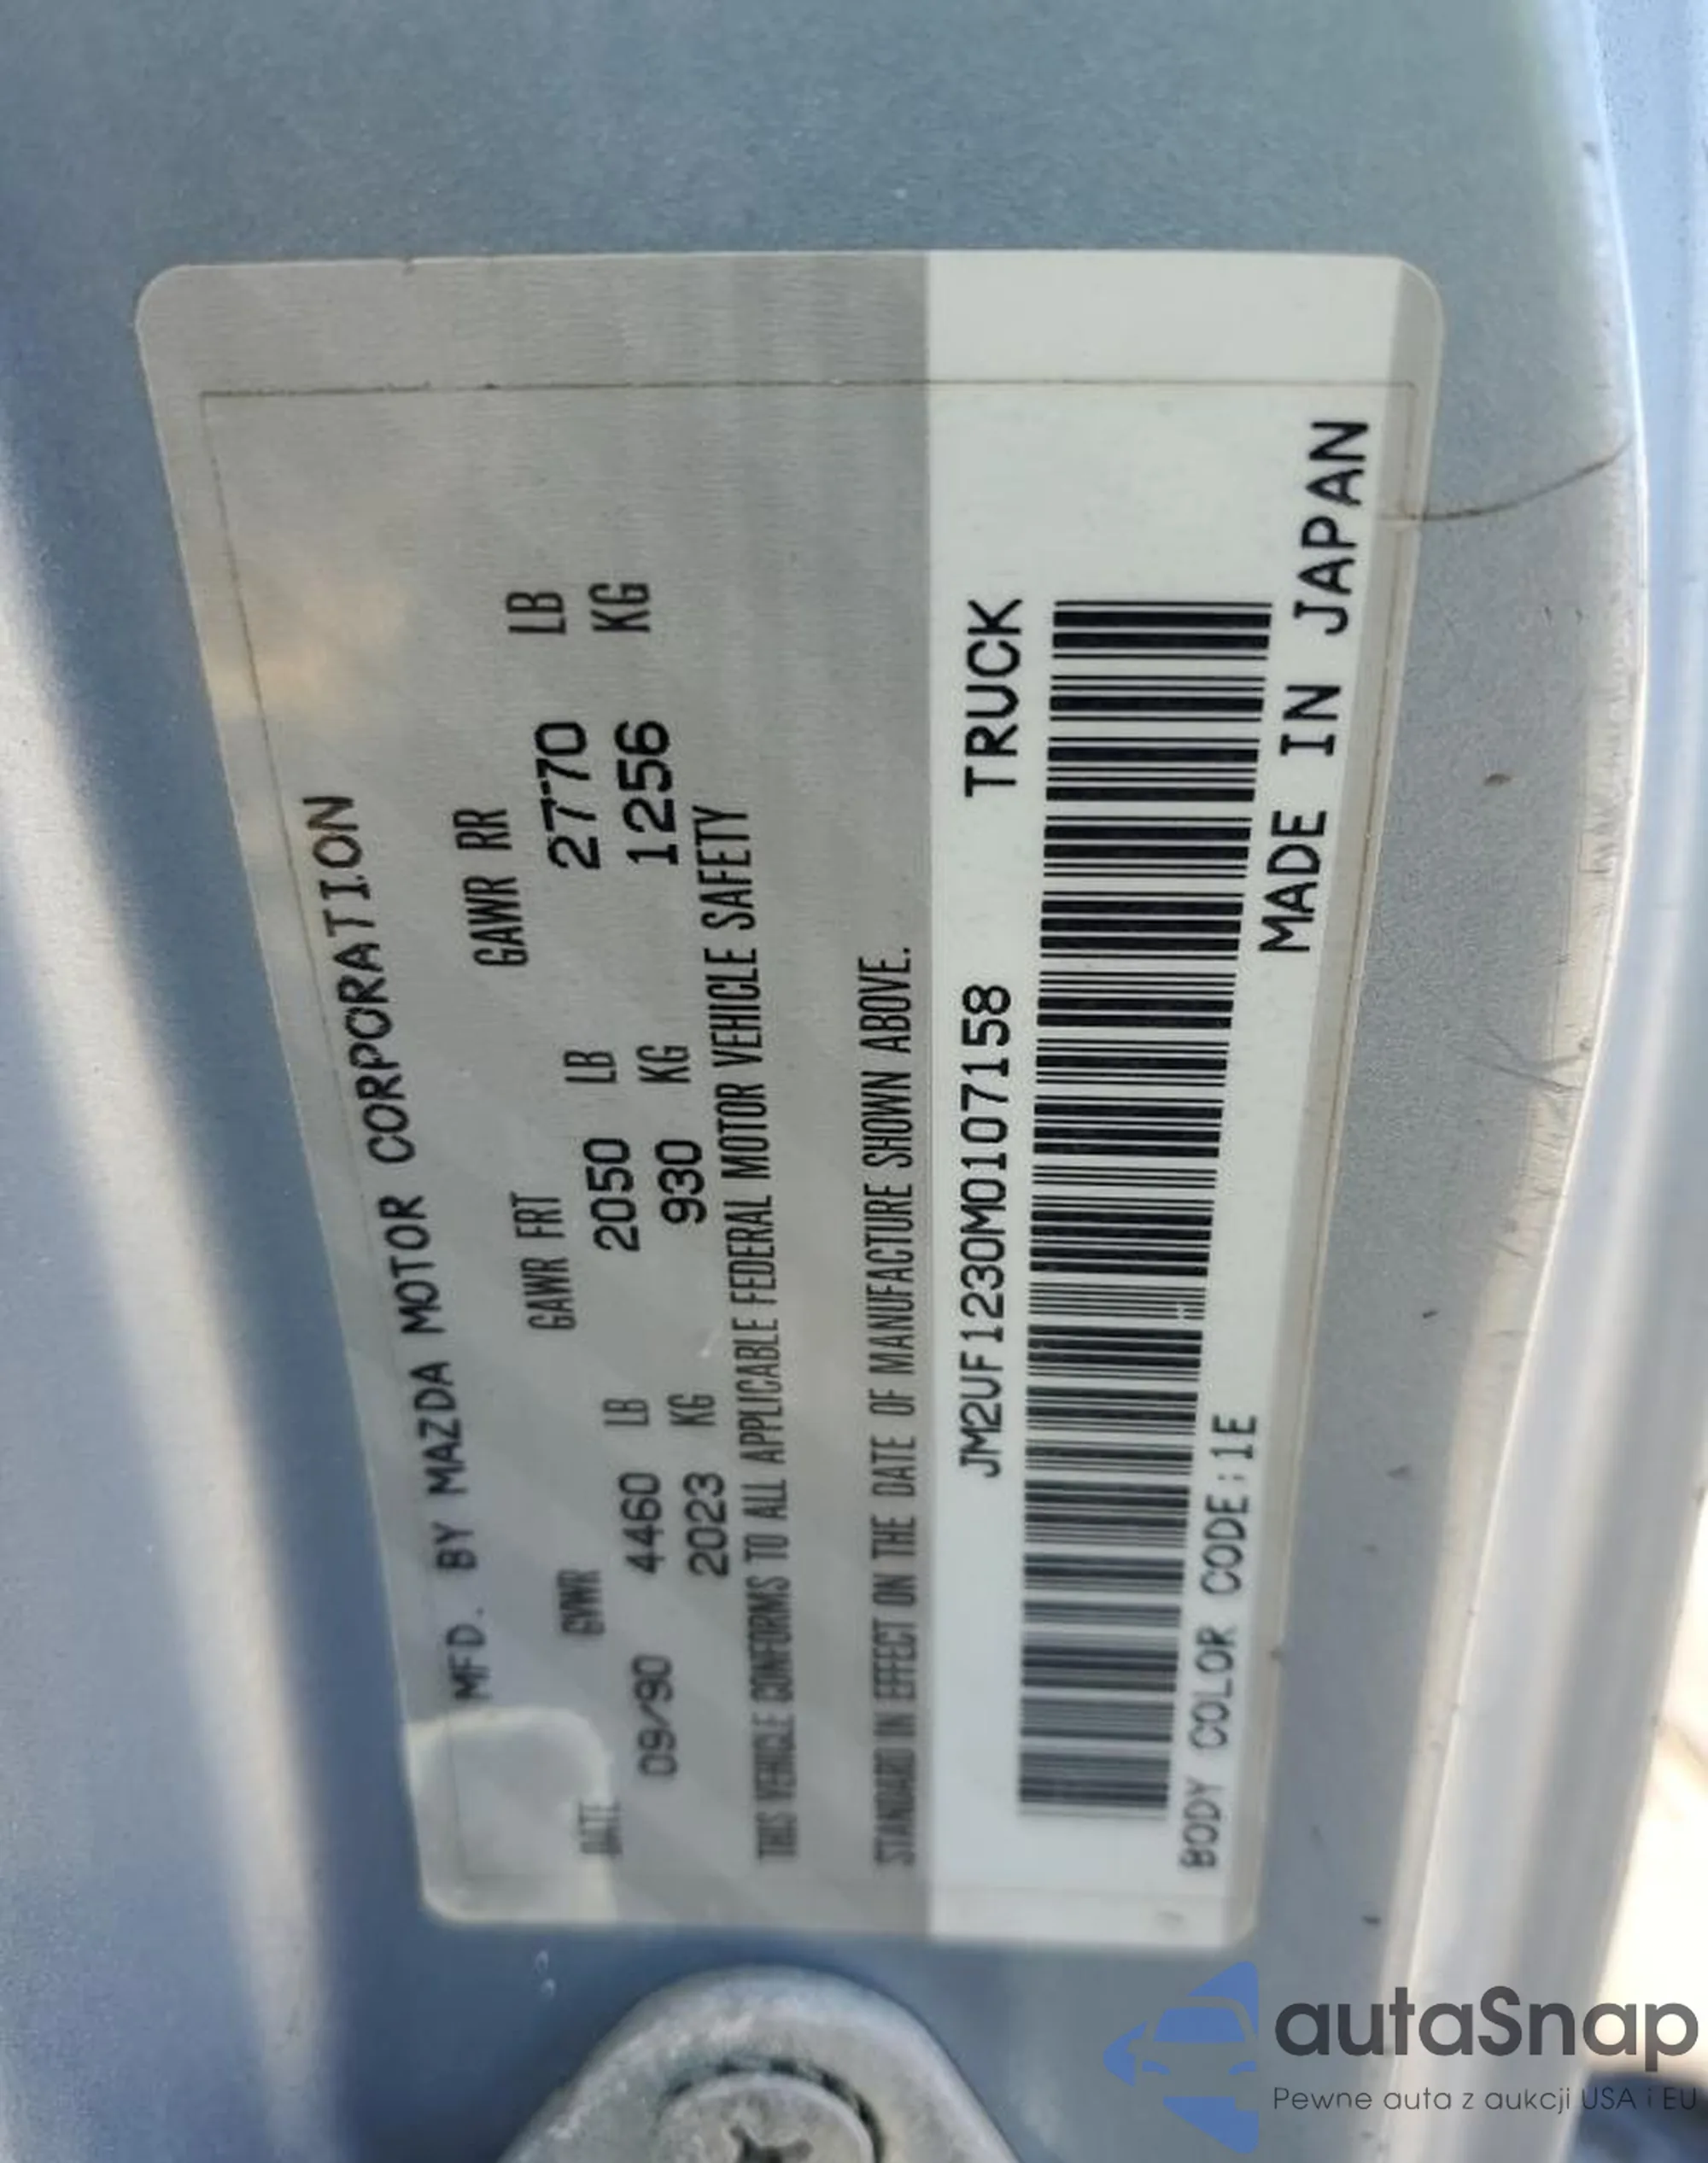 MFD. BY MAZDA MOTOR CORPORATION
DATE GVWR GAWR FRT GAWR RR
09/90 4460 LB 2050 LB 2770 LB
2023 KG 930 KG 1256 KG
THIS VEHICLE CONFORMS TO ALL APPLICABLE FEDERAL MOTOR VEHICLE SAFETY
STANDARD IN EFFECT ON THE DATE OF MANUFACTURE SHOWN ABOVE.
JM2UF1230M0107158 TRUCK
BODY COLOR CODE:1E MADE IN JAPAN
autaSnap
Pewne auta z aukcji USA i EU